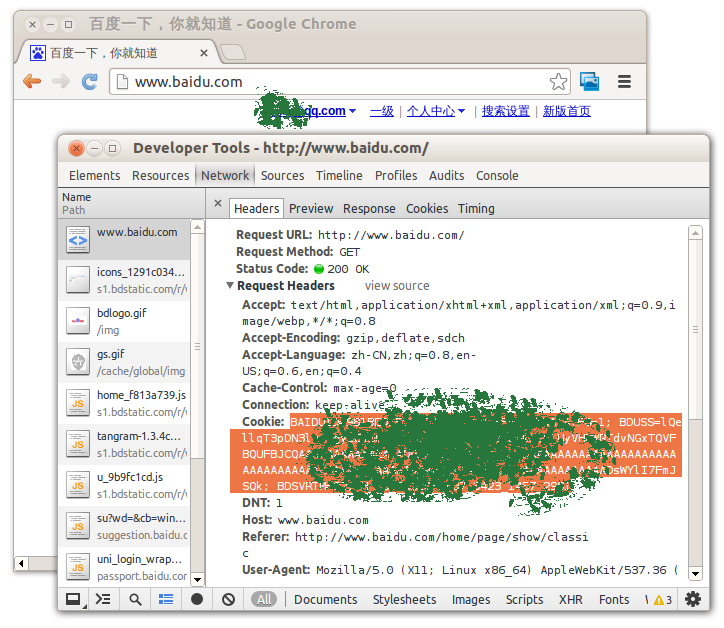 百度一下，你就知道 - Google Chrome
百度一下，你就知道
www.baidu.com
qq.com 一级 | 个人中心 | 搜索设置 | 新版首页
Developer Tools - http://www.baidu.com/
Elements Resources Network Sources Timeline Profiles Audits Console
Name
Path
Headers Preview Response Cookies Timing
www.baidu.com
icons_1291c034...
s1.bdstatic.com/r/
bdlogo.gif
/img
gs.gif
/cache/global/img
home_f813a739.js
s1.bdstatic.com/r/
tangram-1.3.4c...
s1.bdstatic.com/r/
u_9b9fc1cd.js
s1.bdstatic.com/r/
su?wd=&cb=win...
suggestion.baidu.c
uni_login_wrap...
passport.baidu.com
Request URL: http://www.baidu.com/
Request Method: GET
Status Code: 200 OK
Request Headers view source
Accept: text/html,application/xhtml+xml,application/xml;q=0.9,i
mage/webp,*/*;q=0.8
Accept-Encoding: gzip,deflate,sdch
Accept-Language: zh-CN,zh;q=0.8,en-
US;q=0.6,en;q=0.4
Cache-Control: max-age=0
Connection: keep-alive
Cookie: BAIDU 1; BDUSS=lQe
llqT3pDN3 dvNGxTQVF
BQUFBJCQA AAAAAAAAA
AAAAAAAAA DsWYlI7FmJ
SQk; BDSVRTM
DNT: 1
Host: www.baidu.com
Referer: http://www.baidu.com/home/page/show/classi
c
User-Agent: Mozilla/5.0 (X11; Linux x86_64) AppleWebKit/537.36 (
All Documents Stylesheets Images Scripts XHR Fonts 3